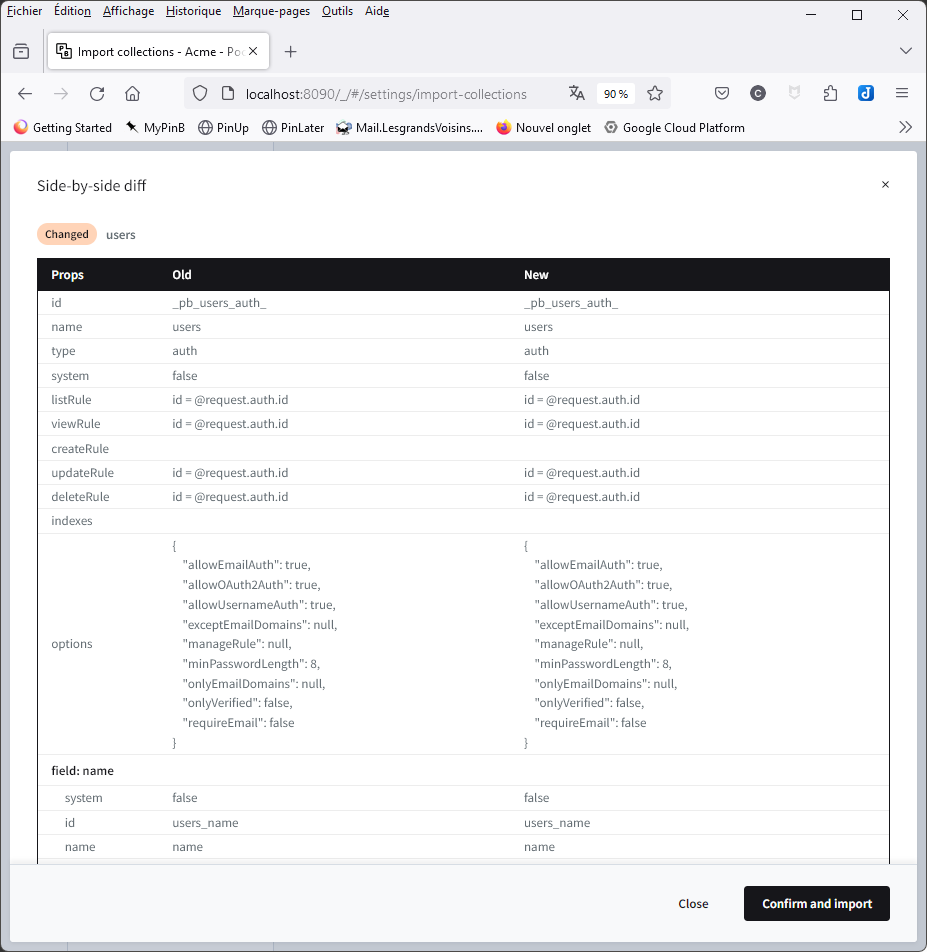 Fichier Édition Affichage Historique Marque-pages Outils Aide
Import collections - Acme - Po
localhost:8090/_/#/settings/import-collections 90 %
Getting Started MyPinB PinUp PinLater Mail.LesgrandsVoisins.... Nouvel onglet Google Cloud Platform
Side-by-side diff
Changed users
Props Old New
id _pb_users_auth_ _pb_users_auth_
name users users
type auth auth
system false false
listRule id = @request.auth.id id = @request.auth.id
viewRule id = @request.auth.id id = @request.auth.id
createRule
updateRule id = @request.auth.id id = @request.auth.id
deleteRule id = @request.auth.id id = @request.auth.id
indexes
options
{ {
"allowEmailAuth": true, "allowEmailAuth": true,
"allowOAuth2Auth": true, "allowOAuth2Auth": true,
"allowUsernameAuth": true, "allowUsernameAuth": true,
"exceptEmailDomains": null, "exceptEmailDomains": null,
"manageRule": null, "manageRule": null,
"minPasswordLength": 8, "minPasswordLength": 8,
"onlyEmailDomains": null, "onlyEmailDomains": null,
"onlyVerified": false, "onlyVerified": false,
"requireEmail": false "requireEmail": false
} }
field: name
system false false
id users_name users_name
name name name
Close Confirm and import